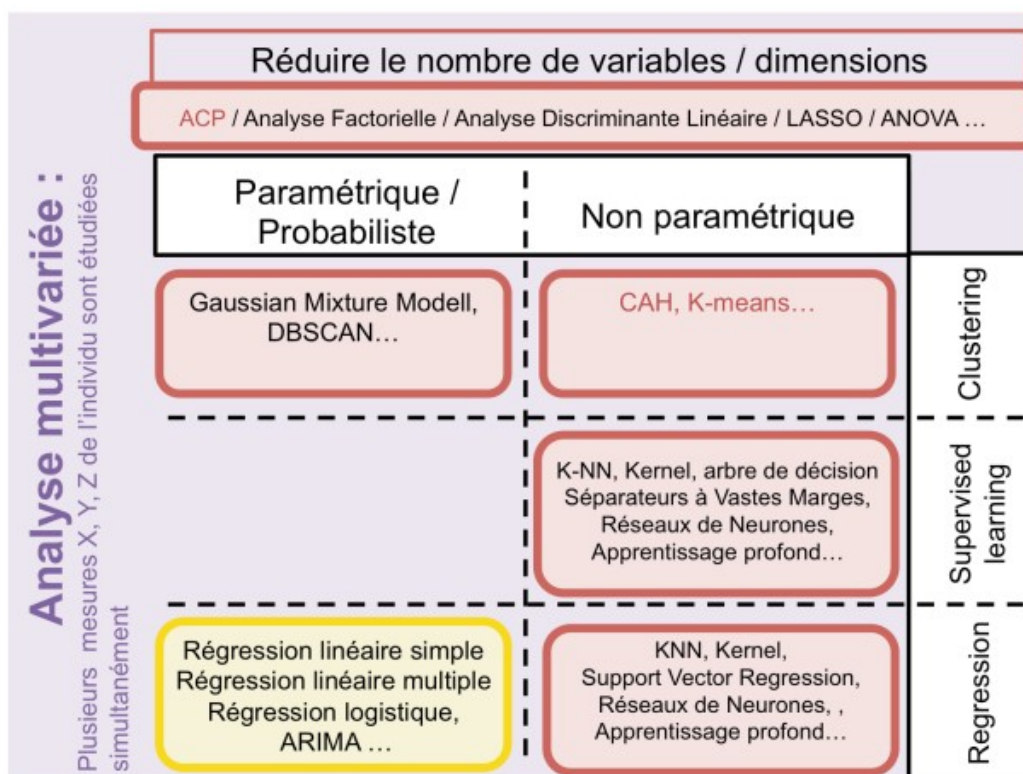 Réduire le nombre de variables / dimensions
ACP / Analyse Factorielle / Analyse Discriminante Linéaire / LASSO / ANOVA ...
Analyse multivariée :
Plusieurs mesures X, Y, Z de l'individu sont étudiées
simultanément
Paramétrique /
Probabiliste
Non paramétrique
Gaussian Mixture Modell,
DBSCAN...
CAH, K-means...
Clustering
K-NN, Kernel, arbre de décision
Séparateurs à Vastes Marges,
Réseaux de Neurones,
Apprentissage profond...
Supervised
learning
Régression linéaire simple
Régression linéaire multiple
Régression logistique,
ARIMA ...
KNN, Kernel,
Support Vector Regression,
Réseaux de Neurones, ,
Apprentissage profond...
Regression